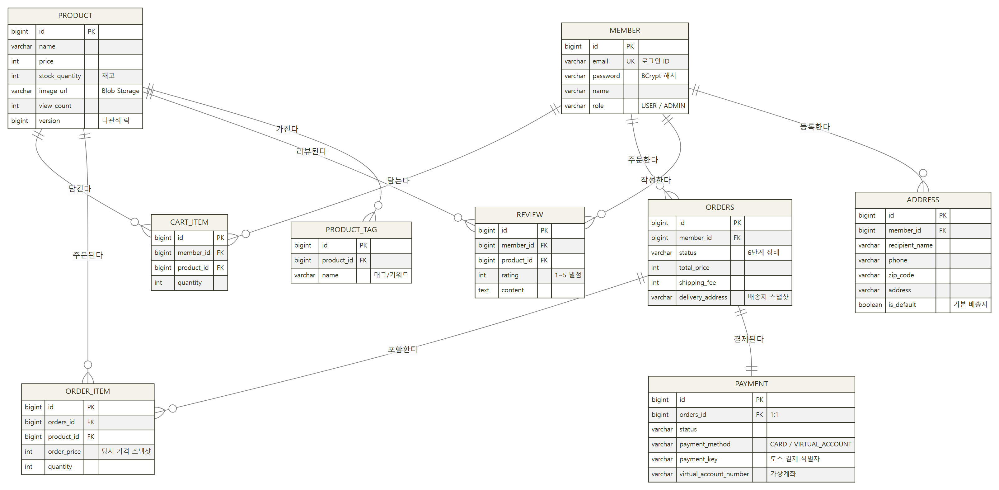 PRODUCT
bigint id PK
varchar name
int price
int stock_quantity 재고
varchar image_url Blob Storage
int view_count
bigint version 낙관적 락
MEMBER
bigint id PK
varchar email UK 로그인 ID
varchar password BCrypt 해시
varchar name
varchar role USER / ADMIN
가진다
리뷰된다
등록한다
주문한다
담는다
작성한다
담긴다
주문된다
CART_ITEM
bigint id PK
bigint member_id FK
bigint product_id FK
int quantity
PRODUCT_TAG
bigint id PK
bigint product_id FK
varchar name 태그/키워드
REVIEW
bigint id PK
bigint member_id FK
bigint product_id FK
int rating 1~5 별점
text content
ORDERS
bigint id PK
bigint member_id FK
varchar status 6단계 상태
int total_price
int shipping_fee
varchar delivery_address 배송지 스냅샷
ADDRESS
bigint id PK
bigint member_id FK
varchar recipient_name
varchar phone
varchar zip_code
varchar address
boolean is_default 기본 배송지
포함한다
결제된다
ORDER_ITEM
bigint id PK
bigint orders_id FK
bigint product_id FK
int order_price 당시 가격 스냅샷
int quantity
PAYMENT
bigint id PK
bigint orders_id FK 1:1
varchar status
varchar payment_method CARD / VIRTUAL_ACCOUNT
varchar payment_key 토스 결제 식별자
varchar virtual_account_number 가상계좌